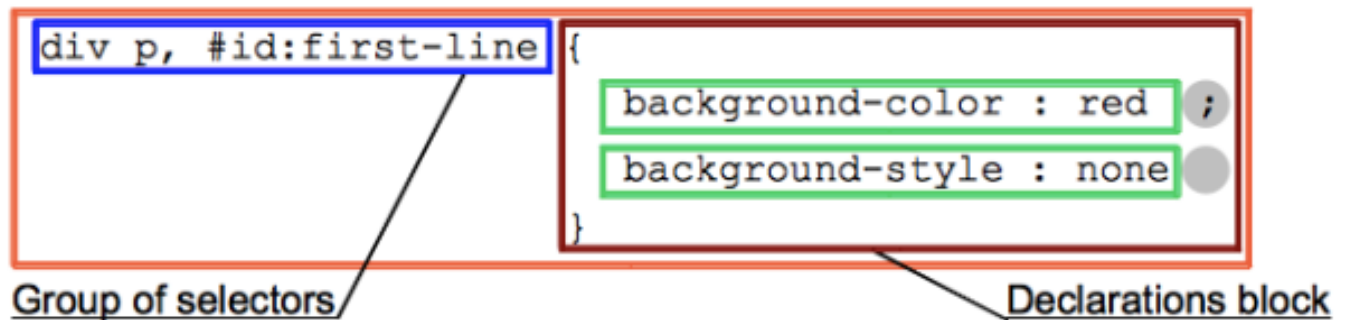 div p, #id:first-line {
background-color : red ;
background-style : none
}
Group of selectors
Declarations block